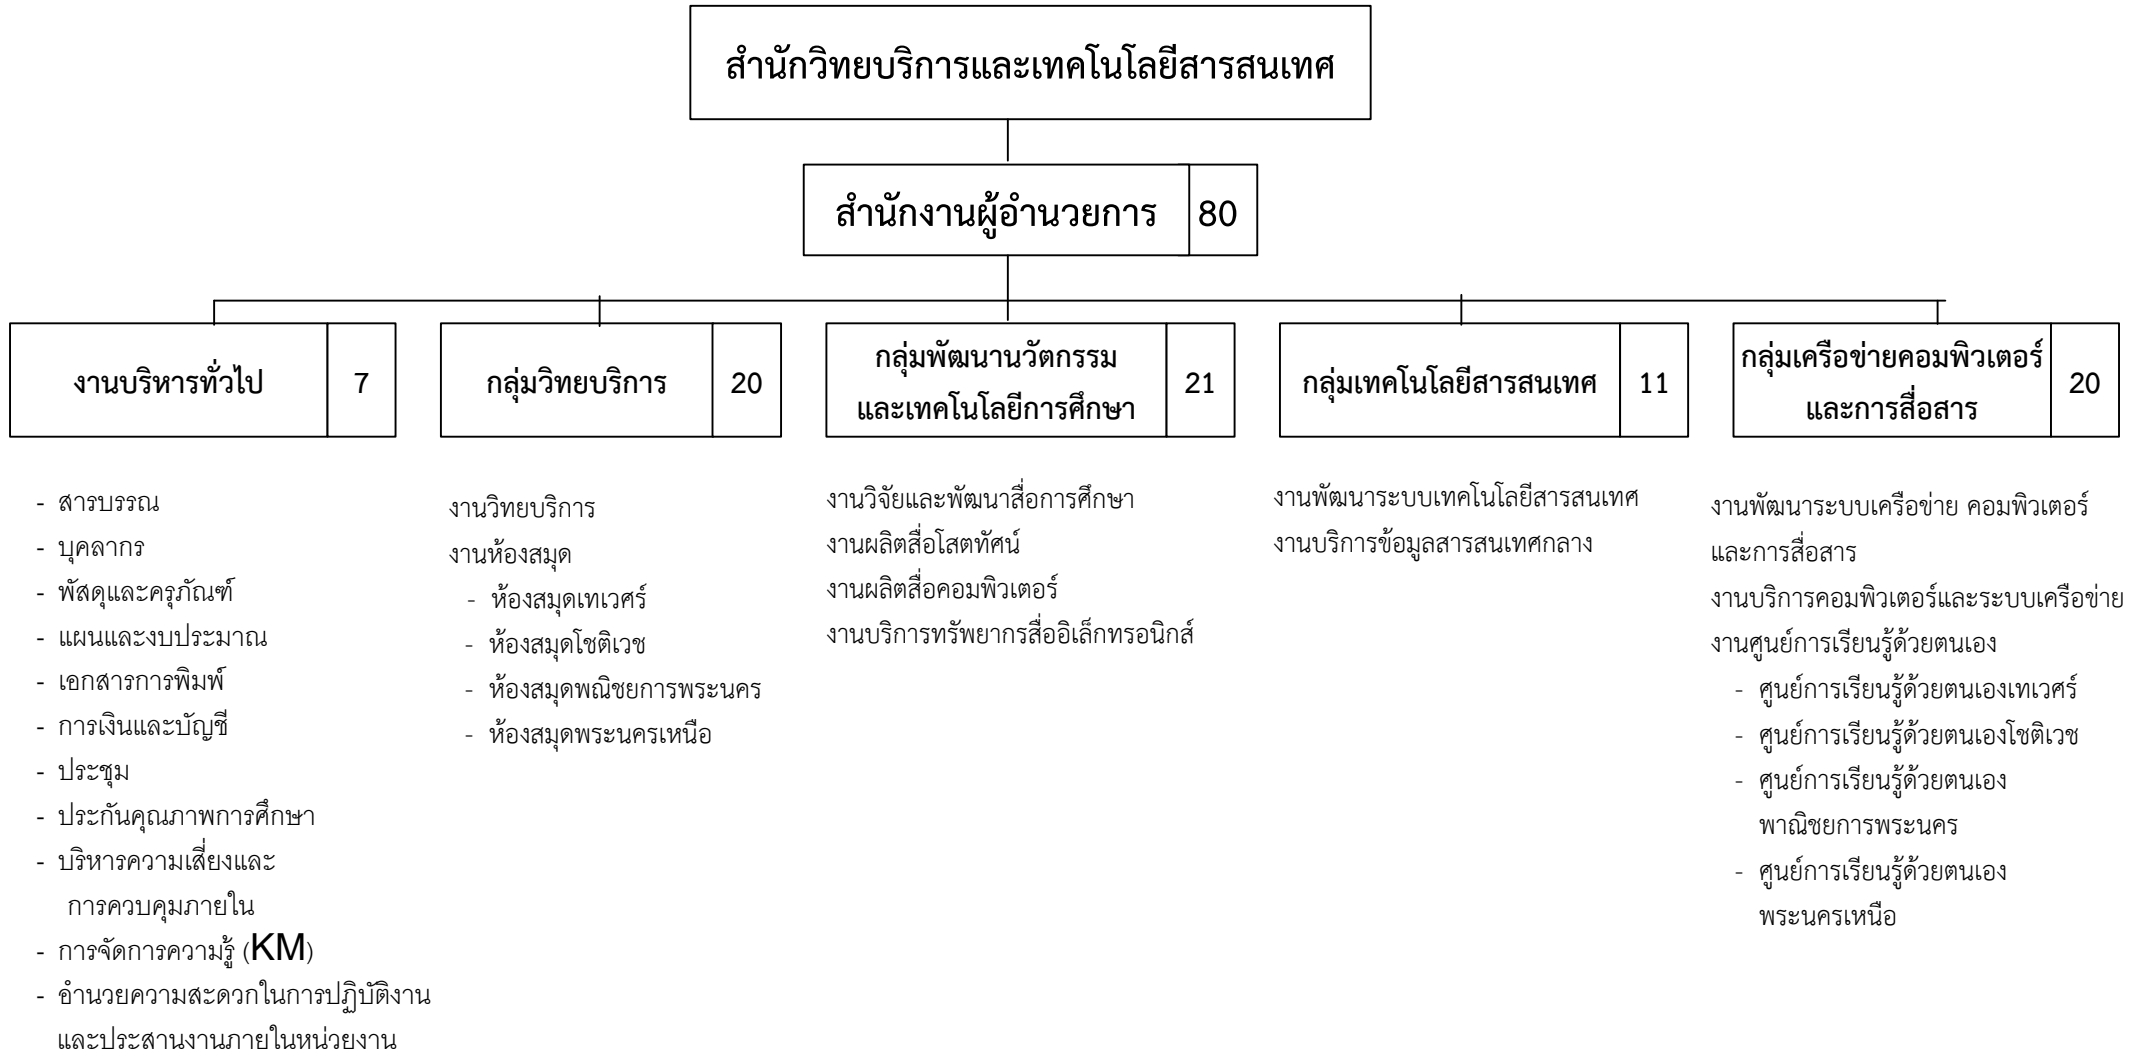 สำนักวิทยบริการและเทคโนโลยีสารสนเทศ
สำนักงานผู้อำนวยการ 80
งานบริหารทั่วไป 7
- สารบรรณ
- บุคลากร
- พัสดุและครุภัณฑ์
- แผนและงบประมาณ
- เอกสารการพิมพ์
- การเงินและบัญชี
- ประชุม
- ประกันคุณภาพการศึกษา
- บริหารความเสี่ยงและ
การควบคุมภายใน
- การจัดการความรู้ (KM)
- อำนวยความสะดวกในการปฏิบัติงาน
และประสานงานภายในหน่วยงาน
กลุ่มวิทยบริการ 20
งานวิทยบริการ
งานห้องสมุด
- ห้องสมุดเทเวศร์
- ห้องสมุดโชติเวช
- ห้องสมุดพณิชยการพระนคร
- ห้องสมุดพระนครเหนือ
กลุ่มพัฒนานวัตกรรม
และเทคโนโลยีการศึกษา 21
งานวิจัยและพัฒนาสื่อการศึกษา
งานผลิตสื่อโสตทัศน์
งานผลิตสื่อคอมพิวเตอร์
งานบริการทรัพยากรสื่ออิเล็กทรอนิกส์
กลุ่มเทคโนโลยีสารสนเทศ 11
งานพัฒนาระบบเทคโนโลยีสารสนเทศ
งานบริการข้อมูลสารสนเทศกลาง
กลุ่มเครือข่ายคอมพิวเตอร์
และการสื่อสาร 20
งานพัฒนาระบบเครือข่าย คอมพิวเตอร์
และการสื่อสาร
งานบริการคอมพิวเตอร์และระบบเครือข่าย
งานศูนย์การเรียนรู้ด้วยตนเอง
- ศูนย์การเรียนรู้ด้วยตนเองเทเวศร์
- ศูนย์การเรียนรู้ด้วยตนเองโชติเวช
- ศูนย์การเรียนรู้ด้วยตนเอง
พาณิชยการพระนคร
- ศูนย์การเรียนรู้ด้วยตนเอง
พระนครเหนือ